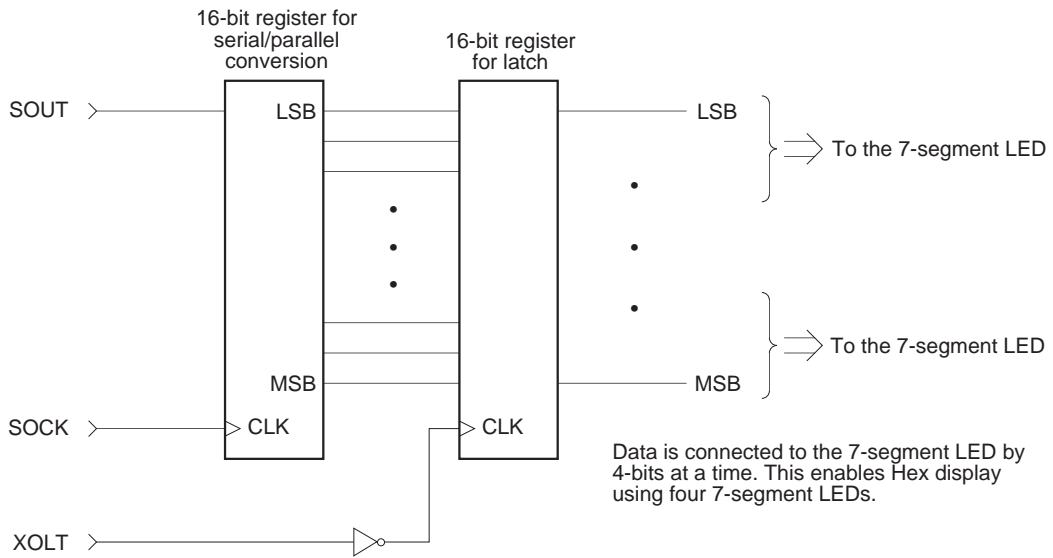 16-bit register for
serial/parallel
conversion
16-bit register
for latch
SOUT
LSB
LSB
To the 7-segment LED
To the 7-segment LED
MSB
MSB
SOCK
CLK
CLK
Data is connected to the 7-segment LED by
4-bits at a time. This enables Hex display
using four 7-segment LEDs.
XOLT